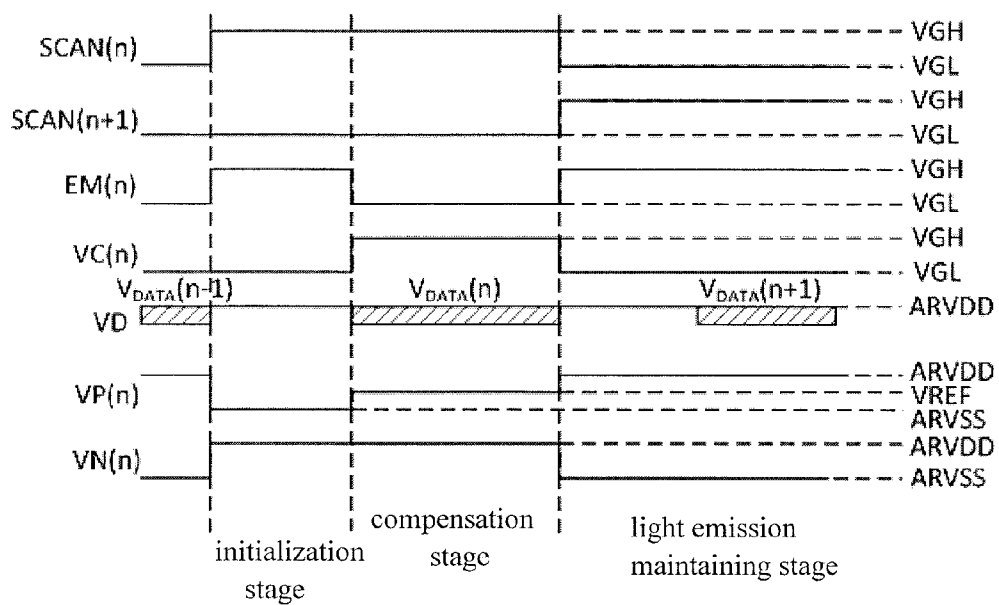 SCAN(n)
VGH
VGL
SCAN(n+1)
VGH
VGL
EM(n)
VGH
VGL
VC(n)
VGH
VGL
VDATA(n-1)
VDATA(n)
VDATA(n+1)
VD
ARVDD
VP(n)
ARVDD
VREF
ARVSS
VN(n)
ARVDD
ARVSS
initialization
stage
compensation
stage
light emission
maintaining stage